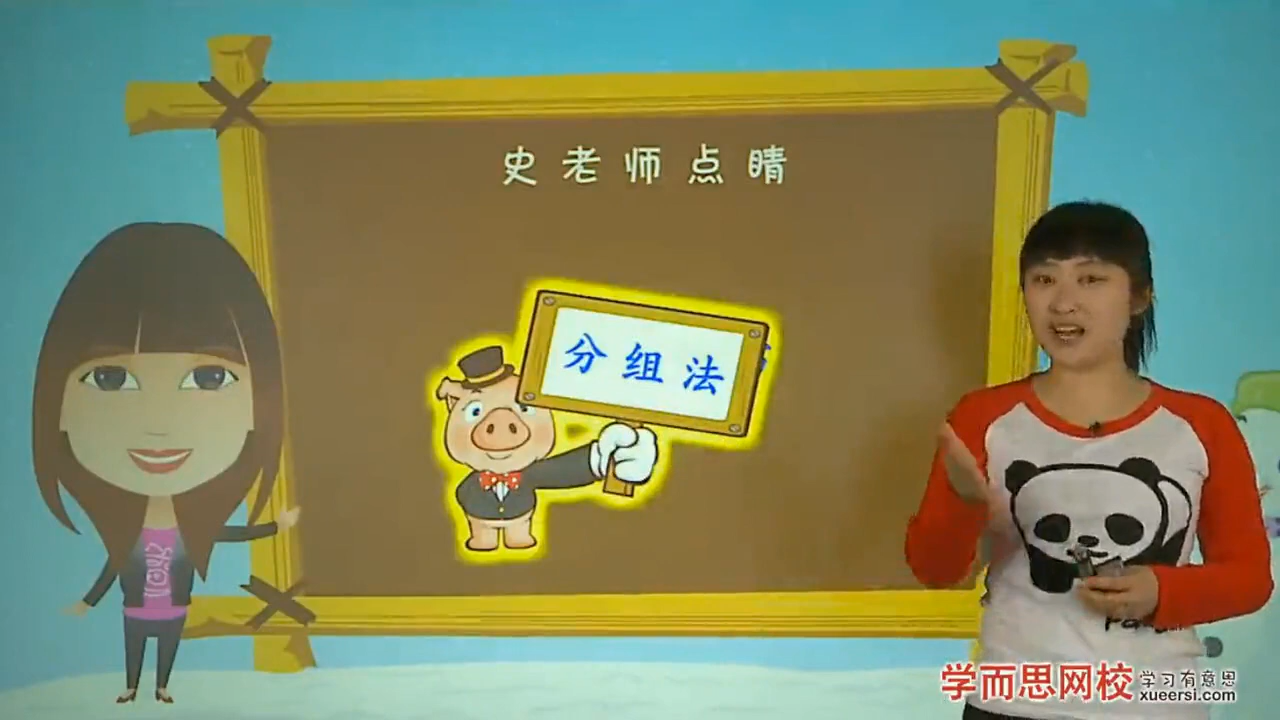 史老师点睛
分组法
学而思网校
学习有意思
xueersi.com